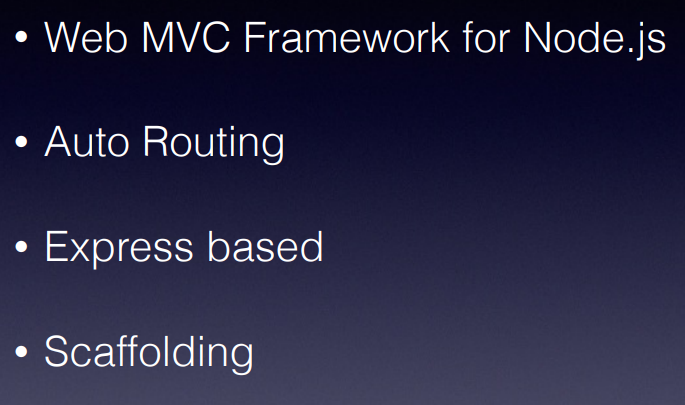 • Web MVC Framework for Node.js
• Auto Routing
• Express based
• Scaffolding